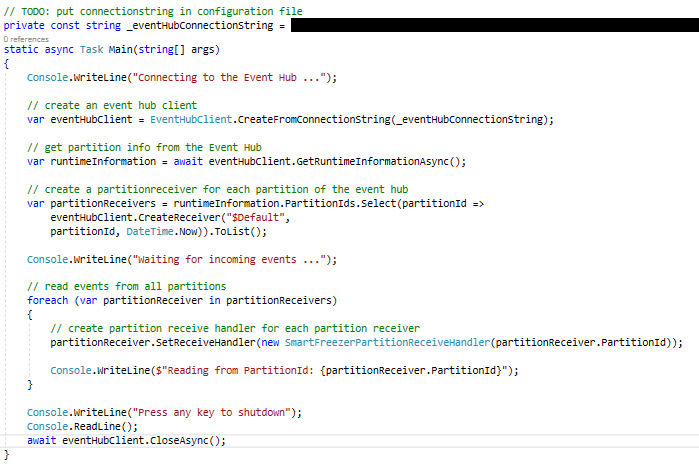 // TODO: put connectionstring in configuration file
private const string _eventHubConnectionString =
0 references
static async Task Main(string[] args)
{
Console.WriteLine("Connecting to the Event Hub ...");
// create an event hub client
var eventHubClient = EventHubClient.CreateFromConnectionString(_eventHubConnectionString);
// get partition info from the Event Hub
var runtimeInformation = await eventHubClient.GetRuntimeInformationAsync();
// create a partitionreceiver for each partition of the event hub
var partitionReceivers = runtimeInformation.PartitionIds.Select(partitionId =>
eventHubClient.CreateReceiver("$Default",
partitionId, DateTime.Now)).ToList();
Console.WriteLine("Waiting for incoming events ...");
// read events from all partitions
foreach (var partitionReceiver in partitionReceivers)
{
// create partition receive handler for each partition receiver
partitionReceiver.SetReceiveHandler(new SmartFreezerPartitionReceiveHandler(partitionReceiver.PartitionId));
Console.WriteLine($"Reading from PartitionId: {partitionReceiver.PartitionId}");
}
Console.WriteLine("Press any key to shutdown");
Console.ReadLine();
await eventHubClient.CloseAsync();
}